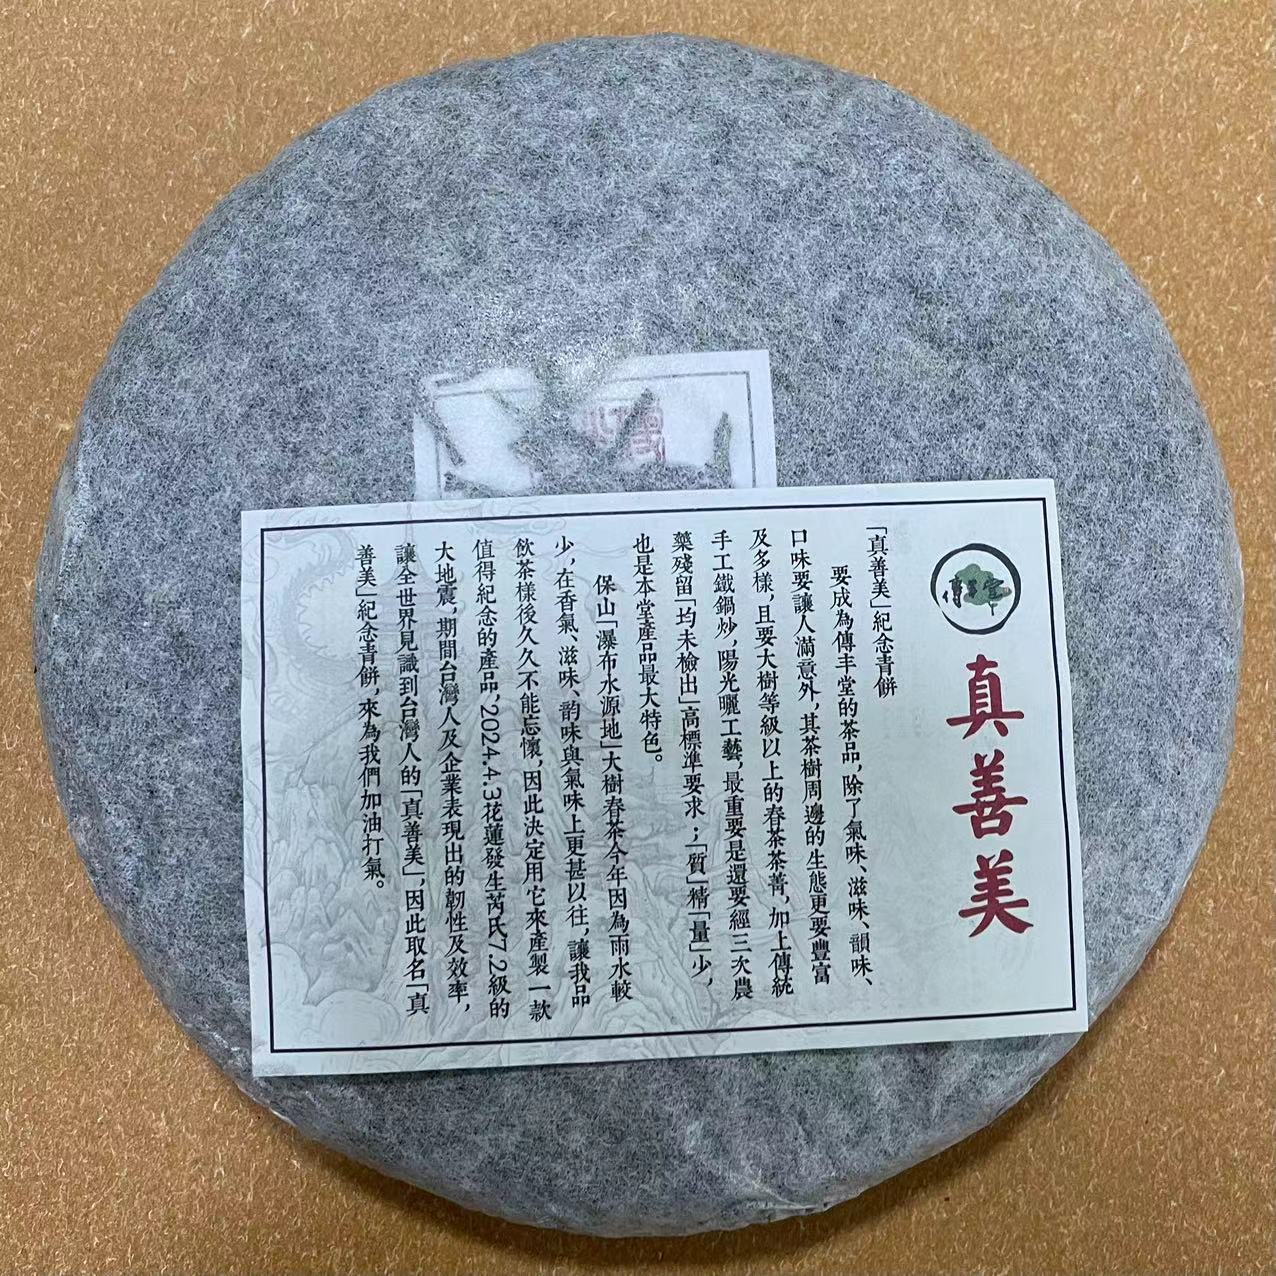 傳丰堂
真善美
「真善美」紀念青餅
要成為傳丰堂的茶品，除了氣味、滋味、韻味、
口味要讓人滿意外，其茶樹周邊的生態更要豐富
及多樣，且要大樹等級以上的春茶茶菁，加上傳統
手工鐵鍋炒，陽光曬工藝，最重要是還要經三次農
藥殘留「均未檢出」高標準要求；「質」精「量」少，
也是本堂產品最大特色。
保山「瀑布水源地」大樹春茶今年因為雨水較
少，在香氣、滋味、韵味與氣味上更甚以往，讓我品
飲茶樣後久久不能忘懷，因此決定用它來產製一款
值得紀念的產品，2024.4.3花蓮發生芮氏7.2級的
大地震，期間台灣人及企業表現出的韌性及效率，
讓全世界見識到台灣人的「真善美」，因此取名「真
善美」紀念青餅，來為我們加油打氣。